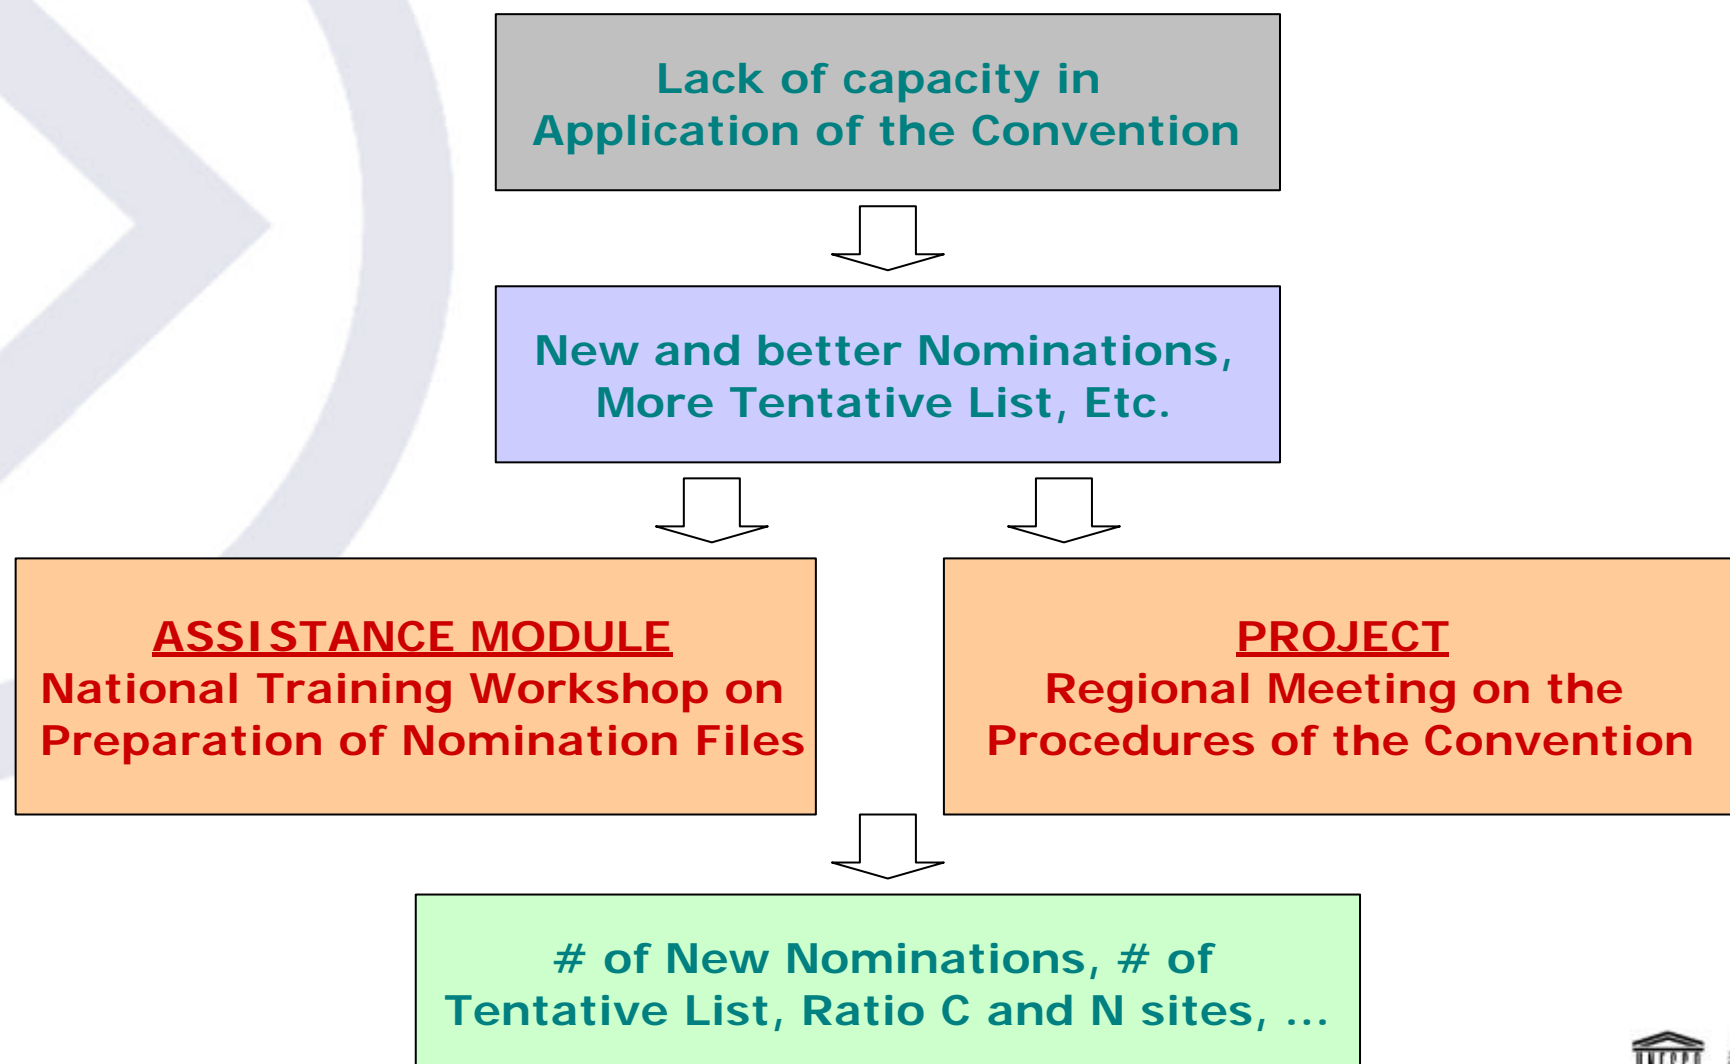 Lack of capacity in
Application of the Convention
New and better Nominations,
More Tentative List, Etc.
ASSISTANCE MODULE
National Training Workshop on
Preparation of Nomination Files
PROJECT
Regional Meeting on the
Procedures of the Convention
# of New Nominations, # of
Tentative List, Ratio C and N sites, ...